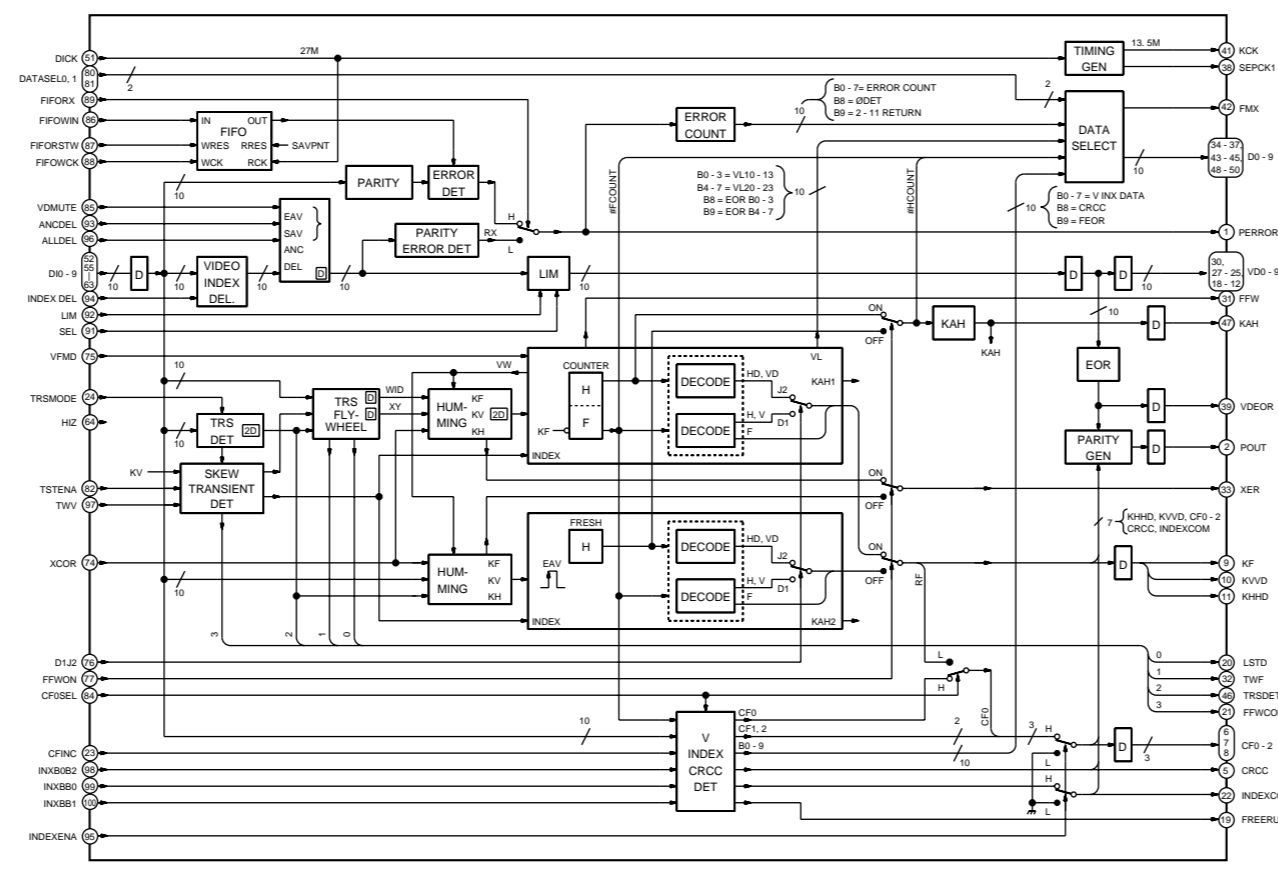 27M
DICK 51
DATASEL0, 1 80 81
2
FIFORX 89
FIFOWIN 86
FIFORSTW 87
FIFOWCK 88
IN OUT
FIFO
WRES RRES
WCK RCK
SAVPNT
10
PARITY
ERROR
DET
VDMUTE 85
ANCDEL 93
ALLDEL 96
DI0 - 9 52 55 63
INDEX DEL 94
LIM 92
SEL 91
10
D
10
VIDEO
INDEX
DEL.
10
EAV
SAV
ANC
DEL
D
10
PARITY
ERROR DET
RX
H
L
LIM
10
ERROR
COUNT
10
B0 - 7= ERROR COUNT
B8 = ØDET
B9 = 2 - 11 RETURN
#FCOUNT
B0 - 3 = VL10 - 13
B4 - 7 = VL20 - 23
B8 = EOR B0 - 3
B9 = EOR B4 - 7
10
#HCOUNT
TIMING
GEN
13. 5M
41 KCK
38 SEPCK1
2
DATA
SELECT
10
42 FMX
34 - 37,
43 - 45,
48 - 50
D0 - 9
10
B0 - 7 = V INX DATA
B8 = CRCC
B9 = FEOR
1 PERROR
D
D
10
30,
27 - 25,
18 - 12
VD0 - 9
31 FFW
10
KAH
KAH
D
47 KAH
EOR
D
39 VDEOR
PARITY
GEN
D
2 POUT
33 XER
VFMD 75
TRSMODE 24
HIZ 64
10
10
TRS
DET
2D
TRS
FLY-
WHEEL
D
D
WID
XY
KV
SKEW
TRANSIENT
DET
TSTENA 82
TWV 97
VW
HUM-
MING
KF
KV
2D
KH
COUNTER
H
F
KF
INDEX
DECODE
HD, VD
DECODE
H, V
F
J2
D1
VL
KAH1
ON
OFF
ON
OFF
XCOR 74
10
HUM-
MING
KF
KV
KH
FRESH
H
EAV
INDEX
DECODE
HD, VD
DECODE
H, V
F
J2
D1
KAH2
ON
OFF
RF
7
KHHD, KVVD, CF0 - 2
CRCC, INDEXCOM
D
9 KF
10 KVVD
11 KHHD
3
2
1
0
D1J2 76
FFWON 77
CF0SEL 84
L
H
CF0
0
1
2
3
20 LSTD
32 TWF
46 TRSDET
21 FFWCO
10
CFINC 23
INXB0B2 98
INXBB0 99
INXBB1 100
INDEXENA 95
V
INDEX
CRCC
DET
CF0
CF1, 2
B0 - 9
2
10
3
H
L
H
L
D
3
6
7
8
CF0 - 2
5 CRCC
22 INDEXCO
19 FREERU